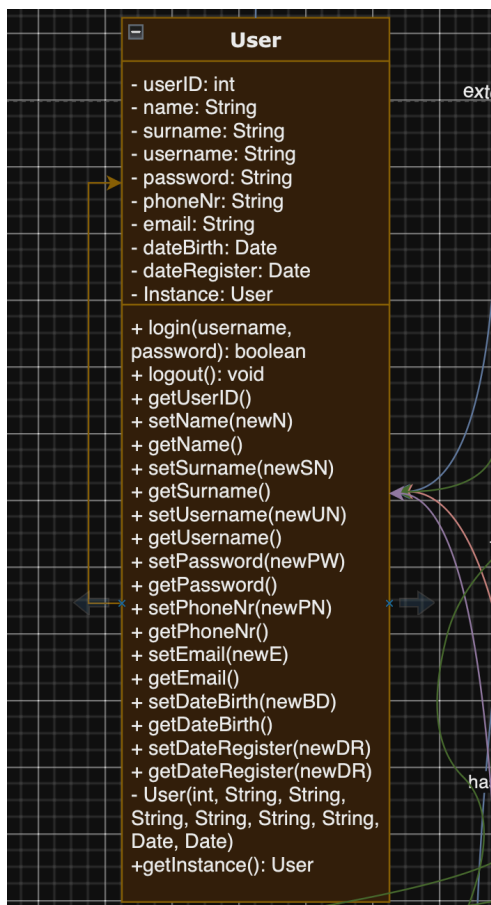 User
exte
- userID: int
- name: String
- surname: String
- username: String
- password: String
- phoneNr: String
- email: String
- dateBirth: Date
- dateRegister: Date
- Instance: User
+ login(username,
password): boolean
+ logout(): void
+ getUserID()
+ setName(newN)
+ getName()
+ setSurname(newSN)
+ getSurname()
+ setUsername(newUN)
+ getUsername()
+ setPassword(newPW)
+ getPassword()
+ setPhoneNr(newPN)
+ getPhoneNr()
+ setEmail(newE)
+ getEmail()
+ setDateBirth(newBD)
+ getDateBirth()
+ setDateRegister(newDR)
+ getDateRegister(newDR)
ha
- User(int, String, String,
String, String, String, String,
Date, Date)
+getInstance(): User